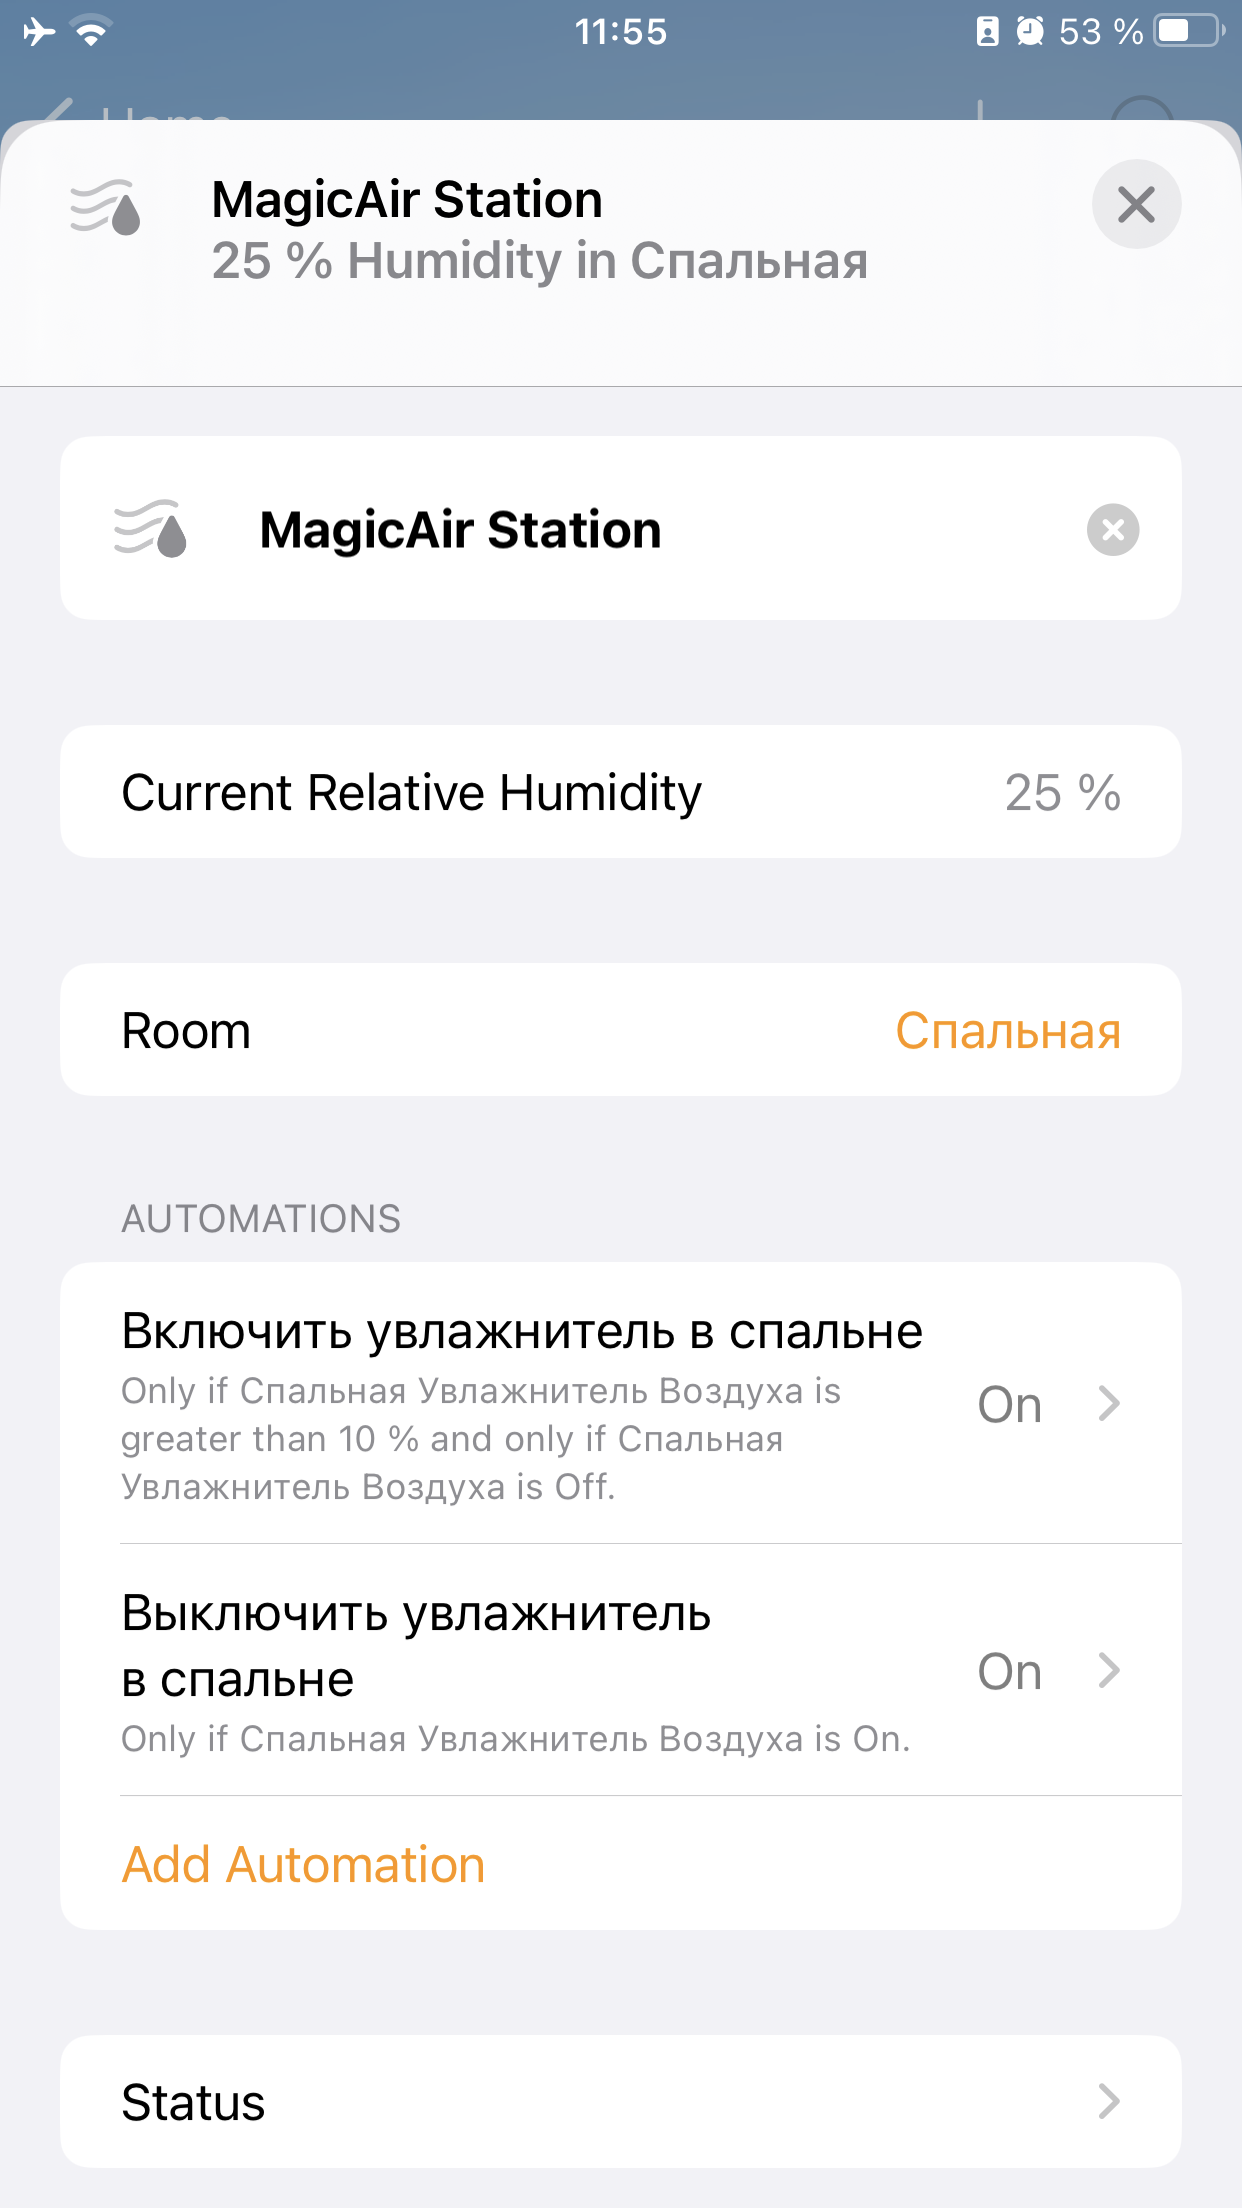 11:55
53 %
Home
MagicAir Station
25 % Humidity in Спальная
MagicAir Station
Current Relative Humidity
25 %
Room
Спальная
AUTOMATIONS
Включить увлажнитель в спальне
Only if Спальная Увлажнитель Воздуха is
greater than 10 % and only if Спальная
Увлажнитель Воздуха is Off.
On
Выключить увлажнитель
в спальне
Only if Спальная Увлажнитель Воздуха is On.
On
Add Automation
Status